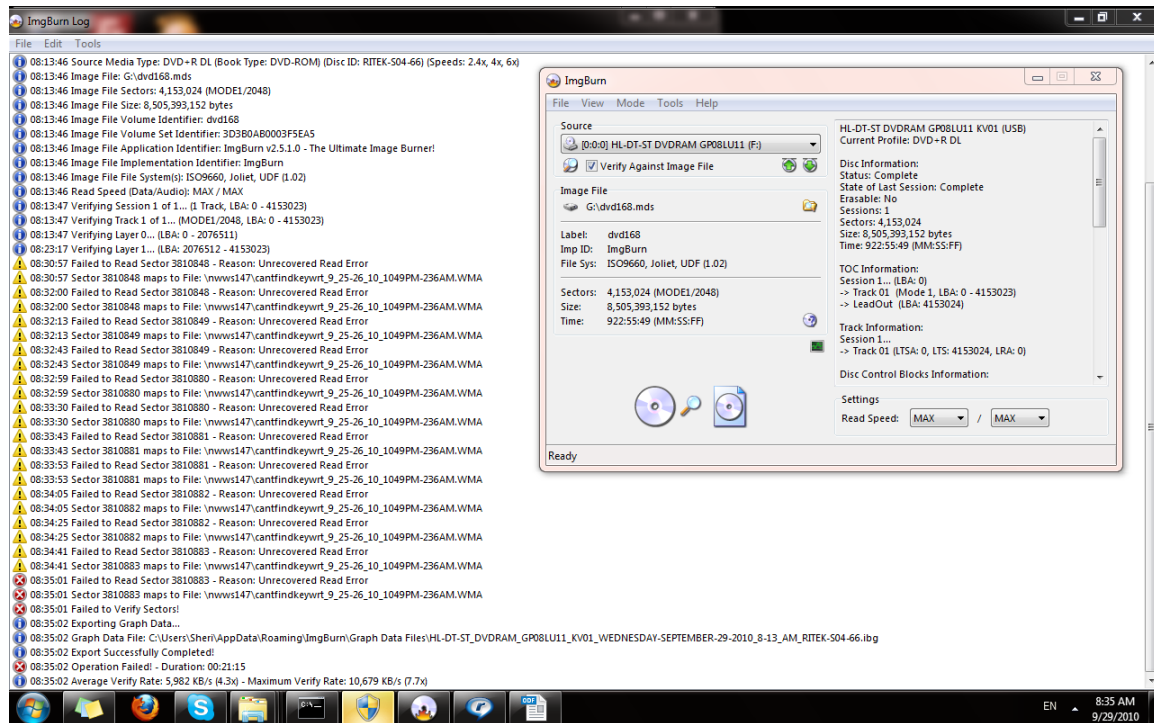 ImgBurn Log
File Edit Tools
08:13:46 Source Media Type: DVD+R DL (Book Type: DVD-ROM) (Disc ID: RITEK-S04-66) (Speeds: 2.4x, 4x, 6x)
08:13:46 Image File: G:\dvd168.mds
08:13:46 Image File Sectors: 4,153,024 (MODE1/2048)
08:13:46 Image File Size: 8,505,393,152 bytes
08:13:46 Image File Volume Identifier: dvd168
08:13:46 Image File Volume Set Identifier: 3D3B0AB0003F5EA5
08:13:46 Image File Application Identifier: ImgBurn v2.5.1.0 - The Ultimate Image Burner!
08:13:46 Image File Implementation Identifier: ImgBurn
08:13:46 Image File File System(s): ISO9660, Joliet, UDF (1.02)
08:13:46 Read Speed (Data/Audio): MAX / MAX
08:13:47 Verifying Session 1 of 1... (1 Track, LBA: 0 - 4153023)
08:13:47 Verifying Track 1 of 1... (MODE1/2048, LBA: 0 - 4153023)
08:13:47 Verifying Layer 0... (LBA: 0 - 2076511)
08:23:17 Verifying Layer 1... (LBA: 2076512 - 4153023)
08:30:57 Failed to Read Sector 3810848 - Reason: Unrecovered Read Error
08:30:57 Sector 3810848 maps to File: \nwws147\cantfindkeywrt_9_25-26_10_1049PM-236AM.WMA
08:32:00 Failed to Read Sector 3810848 - Reason: Unrecovered Read Error
08:32:00 Sector 3810848 maps to File: \nwws147\cantfindkeywrt_9_25-26_10_1049PM-236AM.WMA
08:32:13 Failed to Read Sector 3810849 - Reason: Unrecovered Read Error
08:32:13 Sector 3810849 maps to File: \nwws147\cantfindkeywrt_9_25-26_10_1049PM-236AM.WMA
08:32:43 Failed to Read Sector 3810849 - Reason: Unrecovered Read Error
08:32:43 Sector 3810849 maps to File: \nwws147\cantfindkeywrt_9_25-26_10_1049PM-236AM.WMA
08:32:59 Failed to Read Sector 3810880 - Reason: Unrecovered Read Error
08:32:59 Sector 3810880 maps to File: \nwws147\cantfindkeywrt_9_25-26_10_1049PM-236AM.WMA
08:33:30 Failed to Read Sector 3810880 - Reason: Unrecovered Read Error
08:33:30 Sector 3810880 maps to File: \nwws147\cantfindkeywrt_9_25-26_10_1049PM-236AM.WMA
08:33:43 Failed to Read Sector 3810881 - Reason: Unrecovered Read Error
08:33:43 Sector 3810881 maps to File: \nwws147\cantfindkeywrt_9_25-26_10_1049PM-236AM.WMA
08:33:53 Failed to Read Sector 3810881 - Reason: Unrecovered Read Error
08:33:53 Sector 3810881 maps to File: \nwws147\cantfindkeywrt_9_25-26_10_1049PM-236AM.WMA
08:34:05 Failed to Read Sector 3810882 - Reason: Unrecovered Read Error
08:34:05 Sector 3810882 maps to File: \nwws147\cantfindkeywrt_9_25-26_10_1049PM-236AM.WMA
08:34:25 Failed to Read Sector 3810882 - Reason: Unrecovered Read Error
08:34:25 Sector 3810882 maps to File: \nwws147\cantfindkeywrt_9_25-26_10_1049PM-236AM.WMA
08:34:41 Failed to Read Sector 3810883 - Reason: Unrecovered Read Error
08:34:41 Sector 3810883 maps to File: \nwws147\cantfindkeywrt_9_25-26_10_1049PM-236AM.WMA
08:35:01 Failed to Read Sector 3810883 - Reason: Unrecovered Read Error
08:35:01 Sector 3810883 maps to File: \nwws147\cantfindkeywrt_9_25-26_10_1049PM-236AM.WMA
08:35:01 Failed to Verify Sectors!
08:35:02 Exporting Graph Data...
08:35:02 Graph Data File: C:\Users\Sheri\AppData\Roaming\ImgBurn\Graph Data Files\HL-DT-ST_DVDRAM_GP08LU11_KV01_WEDNESDAY-SEPTEMBER-29-2010_8-13_AM_RITEK-S04-66.ibg
08:35:02 Export Successfully Completed!
08:35:02 Operation Failed! - Duration: 00:21:15
08:35:02 Average Verify Rate: 5,982 KB/s (4.3x) - Maximum Verify Rate: 10,679 KB/s (7.7x)
ImgBurn
File View Mode Tools Help
Source
[0:0:0] HL-DT-ST DVDRAM GP08LU11 (F:)
Verify Against Image File
Image File
G:\dvd168.mds
Label: dvd168
Imp ID: ImgBurn
File Sys: ISO9660, Joliet, UDF (1.02)
Sectors: 4,153,024 (MODE1/2048)
Size: 8,505,393,152 bytes
Time: 922:55:49 (MM:SS:FF)
HL-DT-ST DVDRAM GP08LU11 KV01 (USB)
Current Profile: DVD+R DL
Disc Information:
Status: Complete
State of Last Session: Complete
Erasable: No
Sessions: 1
Sectors: 4,153,024
Size: 8,505,393,152 bytes
Time: 922:55:49 (MM:SS:FF)
TOC Information:
Session 1... (LBA: 0)
-> Track 01 (Mode 1, LBA: 0 - 4153023)
-> LeadOut (LBA: 4153024)
Track Information:
Session 1...
-> Track 01 (LTSA: 0, LTS: 4153024, LRA: 0)
Disc Control Blocks Information:
Settings
Read Speed: MAX / MAX
Ready
C:\
ODF
EN
8:35 AM
9/29/2010